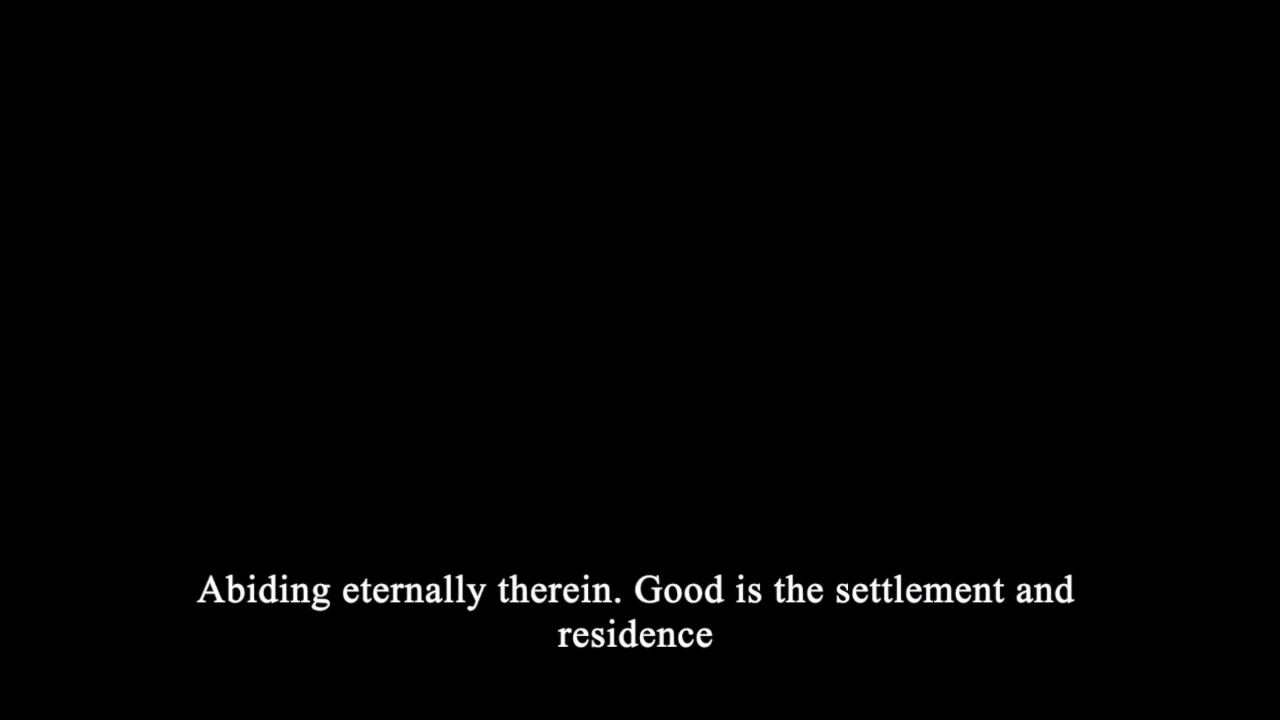 Abiding eternally therein. Good is the settlement and
residence